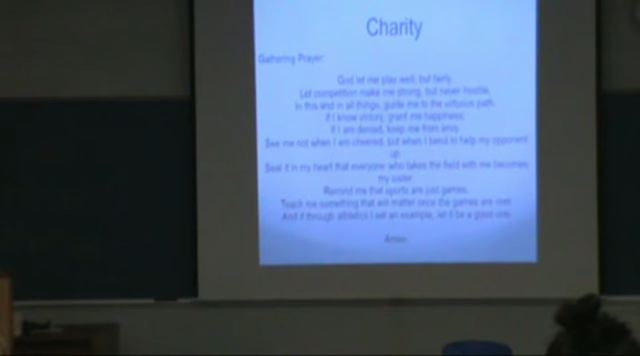 Charity
Gathering Prayer:
God let me play well, but fairly.
Let competition make me strong, but never hostile.
In this and in all things, guide me to the virtuous path.
If I know victory, grant me happiness;
If I am denied, keep me from envy.
See me not when I am cheered, but when I bend to help my opponent
up.
Seal it in my heart that everyone who takes the field with me becomes
my sister.
Remind me that sports are just games.
Teach me something that will matter once the games are over.
And if through athletics I set an example, let it be a good one.
Amen.